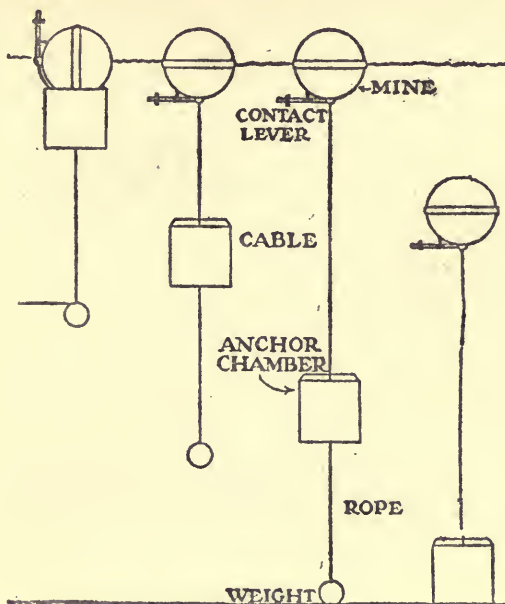 MINE
CONTACT
LEVER
CABLE
ANCHOR
CHAMBER
ROPE
WEIGHT